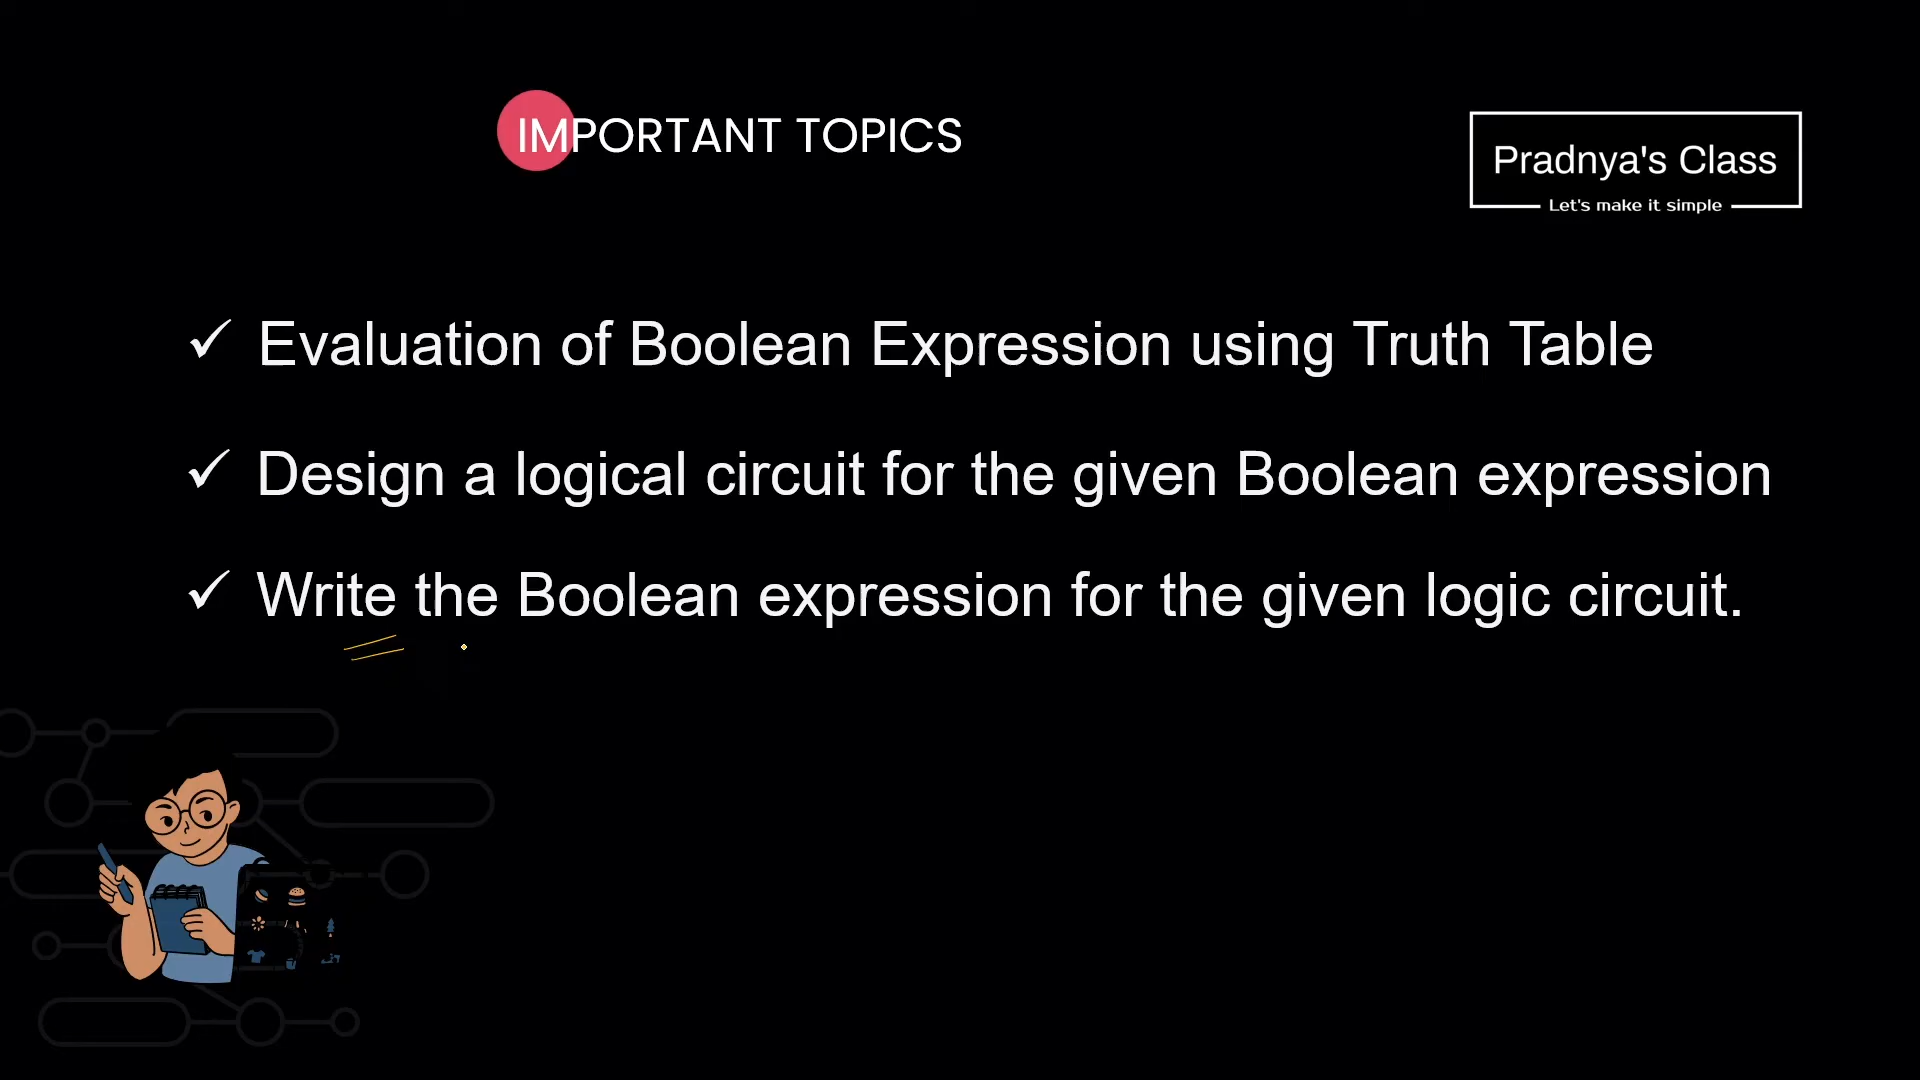 IMPORTANT TOPICS
Pradnya's Class
Let's make it simple
Evaluation of Boolean Expression using Truth Table
Design a logical circuit for the given Boolean expression
Write the Boolean expression for the given logic circuit.